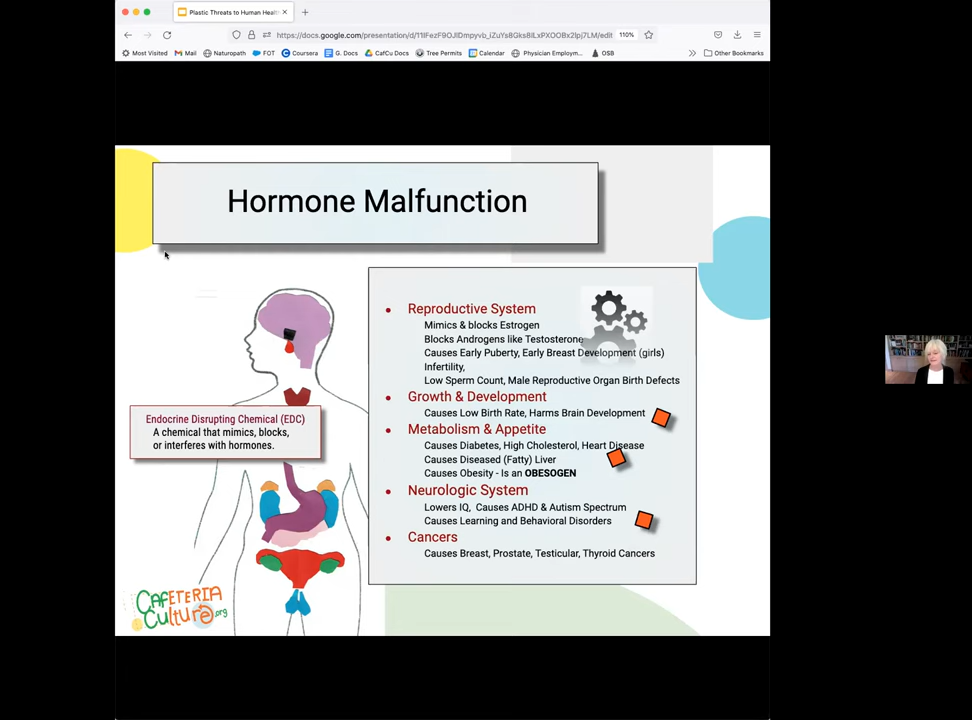 Plastic Threats to Human Healt
https://docs.google.com/presentation/d/11IFezF9OJIDmpyvb_iZuYs8Gks8ILxPXOOBx2lpj7LM/edit
110%
Most Visited
Mail
Naturopath
FOT
Coursera
G. Docs
CafCu Docs
Tree Permits
Calendar
Physician Employm...
OSB
Other Bookmarks
Hormone Malfunction
Endocrine Disrupting Chemical (EDC)
A chemical that mimics, blocks,
or interferes with hormones.
Reproductive System
Mimics & blocks Estrogen
Blocks Androgens like Testosterone
Causes Early Puberty, Early Breast Development (girls)
Infertility,
Low Sperm Count, Male Reproductive Organ Birth Defects
Growth & Development
Causes Low Birth Rate, Harms Brain Development
Metabolism & Appetite
Causes Diabetes, High Cholesterol, Heart Disease
Causes Diseased (Fatty) Liver
Causes Obesity - Is an OBESOGEN
Neurologic System
Lowers IQ, Causes ADHD & Autism Spectrum
Causes Learning and Behavioral Disorders
Cancers
Causes Breast, Prostate, Testicular, Thyroid Cancers
CAFETERIA
CULTURE.org